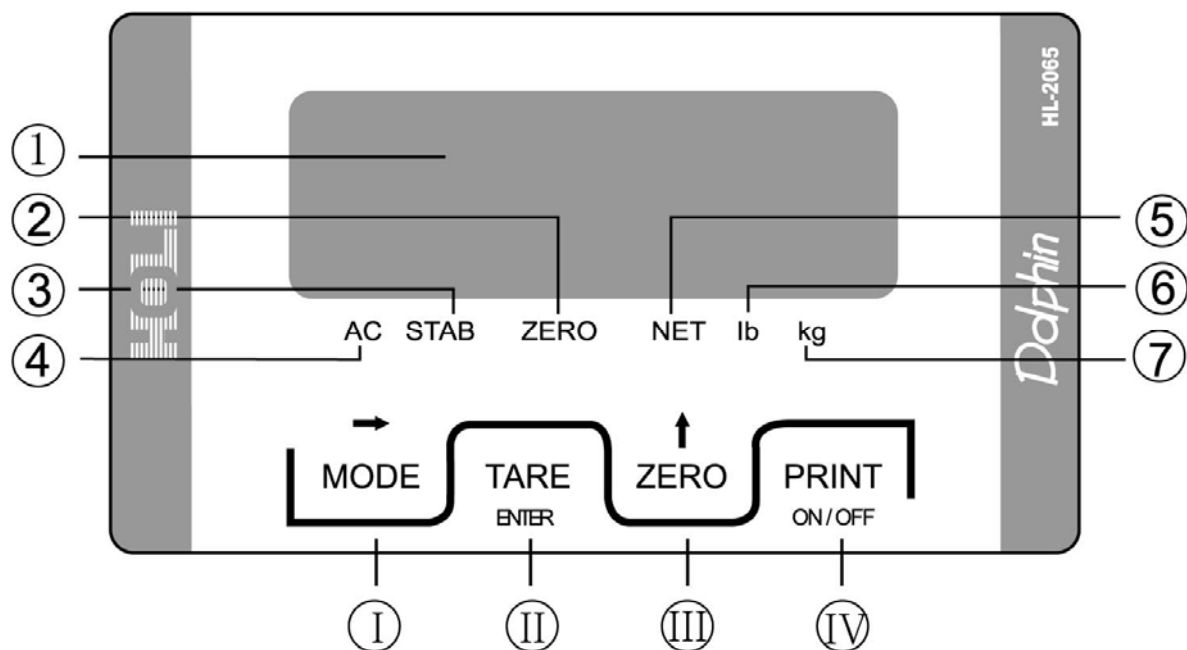 HL-2065
①
②
⑤
③
⑥
AC STAB ZERO NET lb kg
④
⑦
HOLI
Dolphin
→ ↑
MODE TARE ZERO PRINT
ENTER ON/OFF
Ⅰ Ⅱ Ⅲ Ⅳ